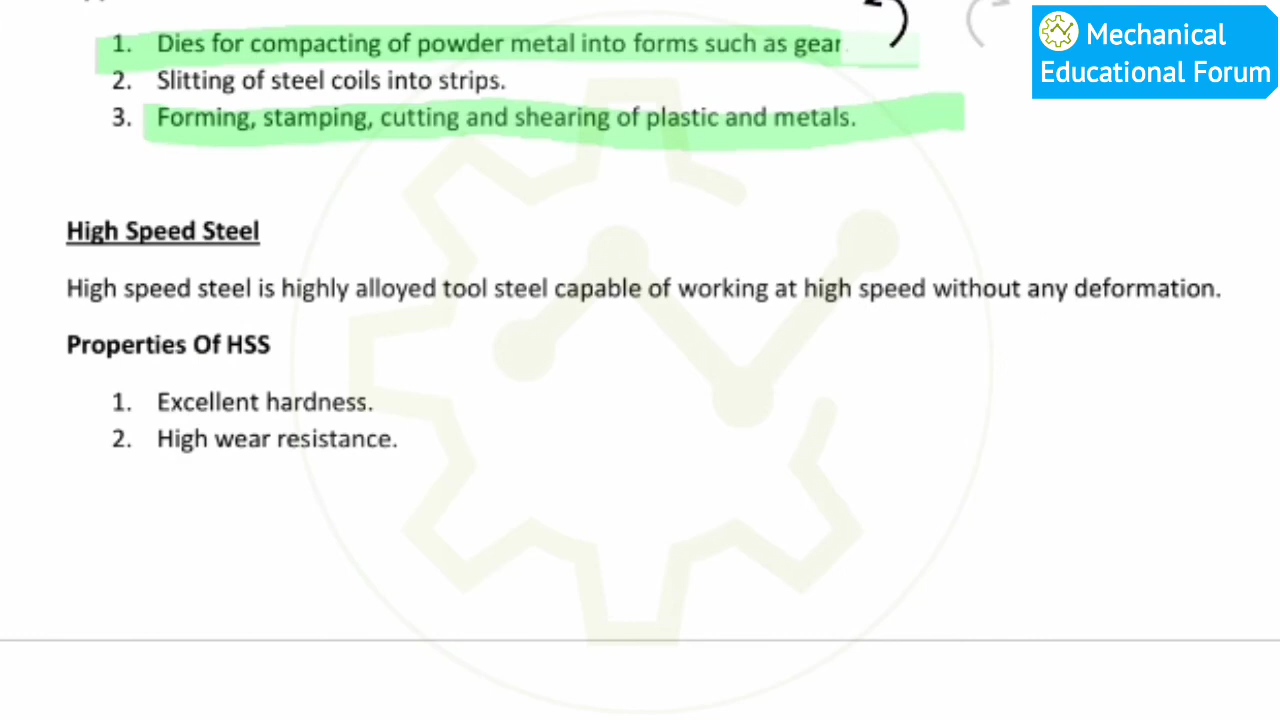 1. Dies for compacting of powder metal into forms such as gear
2. Slitting of steel coils into strips.
3. Forming, stamping, cutting and shearing of plastic and metals.
High Speed Steel
High speed steel is highly alloyed tool steel capable of working at high speed without any deformation.
Properties Of HSS
1. Excellent hardness.
2. High wear resistance.
Mechanical
Educational Forum